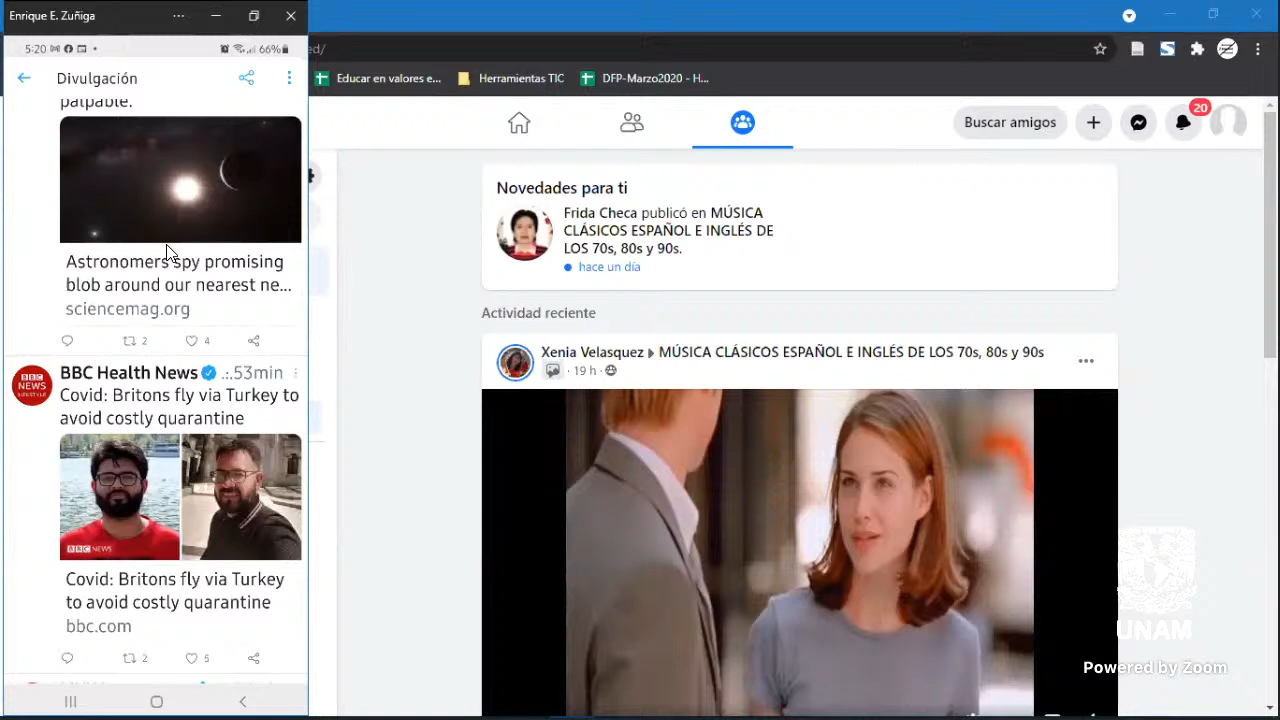 Enrique E. Zuñiga
5:20
66%
Divulgación
palpable.
Astronomers spy promising
blob around our nearest ne...
sciencemag.org
2
4
BBC Health News .:.53min
Covid: Britons fly via Turkey to
avoid costly quarantine
BBC NEWS
Covid: Britons fly via Turkey
to avoid costly quarantine
bbc.com
2
5
ed/
Educar en valores e...
Herramientas TIC
DFP-Marzo2020 - H...
Buscar amigos
20
Novedades para ti
Frida Checa publicó en MÚSICA
CLÁSICOS ESPAÑOL E INGLÉS DE
LOS 70s, 80s y 90s.
hace un día
Actividad reciente
Xenia Velasquez MÚSICA CLÁSICOS ESPAÑOL E INGLÉS DE LOS 70s, 80s y 90s
· 19 h ·
UNAM
Powered by Zoom